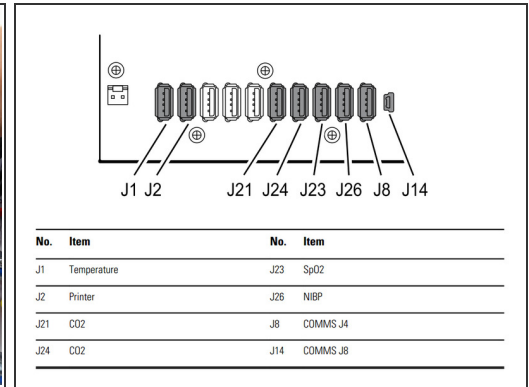 J1 J2 J21 J24 J23 J26 J8 J14
No. Item No. Item
J1 Temperature J23 SpO2
J2 Printer J26 NIBP
J21 CO2 J8 COMMS J4
J24 CO2 J14 COMMS J8